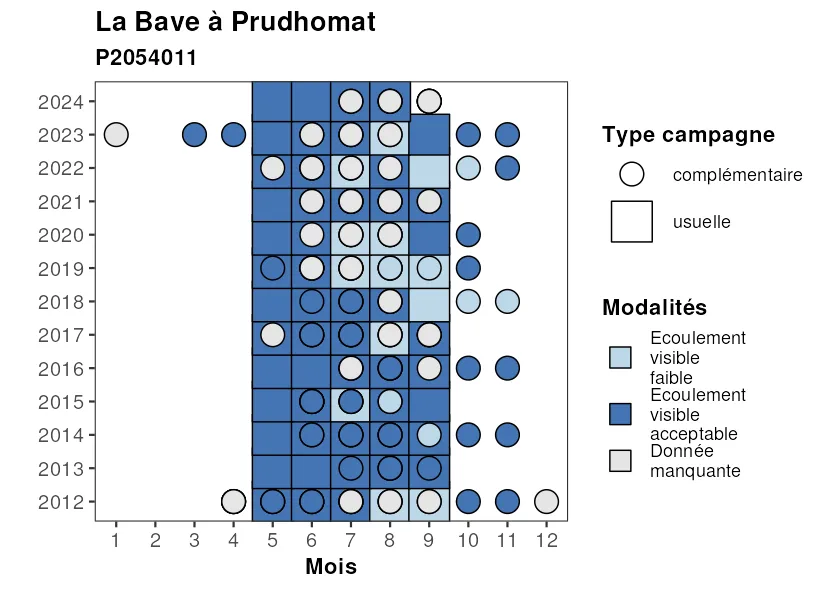 La Bave à Prudhomat
P2054011
2024
2023
2022
2021
2020
2019
2018
2017
2016
2015
2014
2013
2012
1 2 3 4 5 6 7 8 9 10 11 12
Mois
Type campagne
complémentaire
usuelle
Modalités
Ecoulement
visible
faible
Ecoulement
visible
acceptable
Donnée
manquante